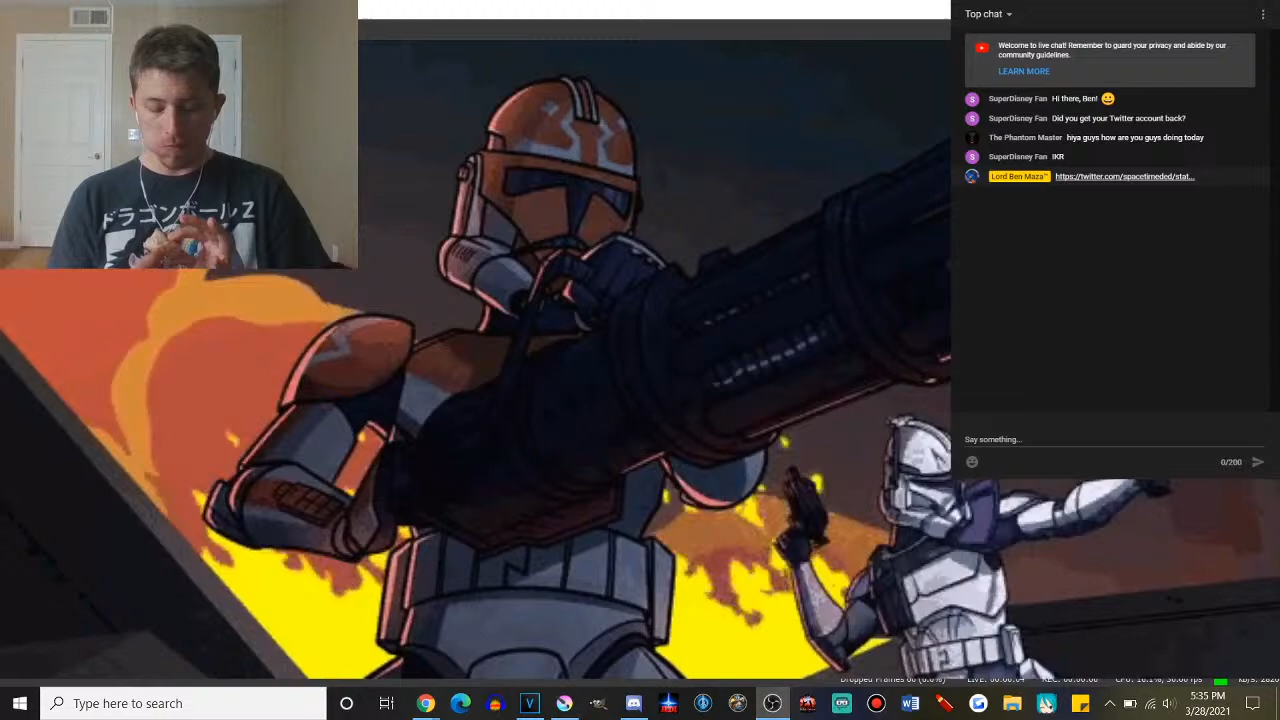 Top chat
Welcome to live chat! Remember to guard your privacy and abide by our
community guidelines.
LEARN MORE
S SuperDisney Fan Hi there, Ben! 😀
S SuperDisney Fan Did you get your Twitter account back?
The Phantom Master hiya guys how are you guys doing today
S SuperDisney Fan IKR
Lord Ben Maza™ https://twitter.com/spacetimeded/stat...
ドラゴンボールZ
Say something...
0/200
Type here to search
5:35 PM
3/28/2021